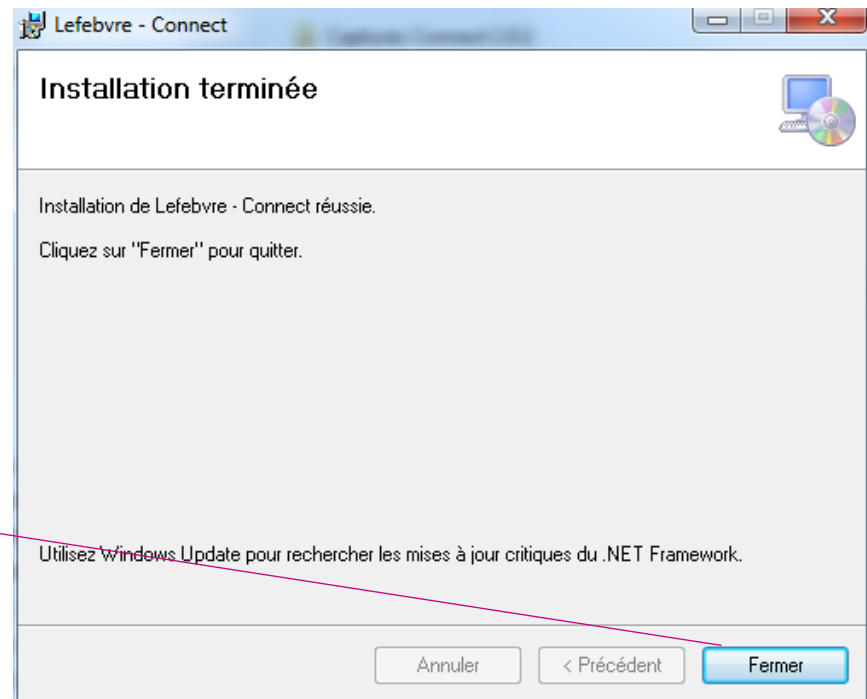 Lefebvre - Connect
Installation terminée
Installation de Lefebvre - Connect réussie.
Cliquez sur "Fermer" pour quitter.
Utilisez Windows Update pour rechercher les mises à jour critiques du .NET Framework.
Annuler
< Précédent
Fermer